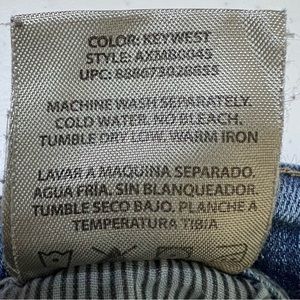 COLOR: KEYWEST
STYLE: AXMB0045
UPC: 888673028855
MACHINE WASH SEPARATELY.
COLD WATER. NO BLEACH.
TUMBLE DRY LOW. WARM IRON
LAVAR A MAQUINA SEPARADO.
AGUA FRIA. SIN BLANQUEADOR.
TUMBLE SECO BAJO. PLANCHE A
TEMPERATURA TIBIA